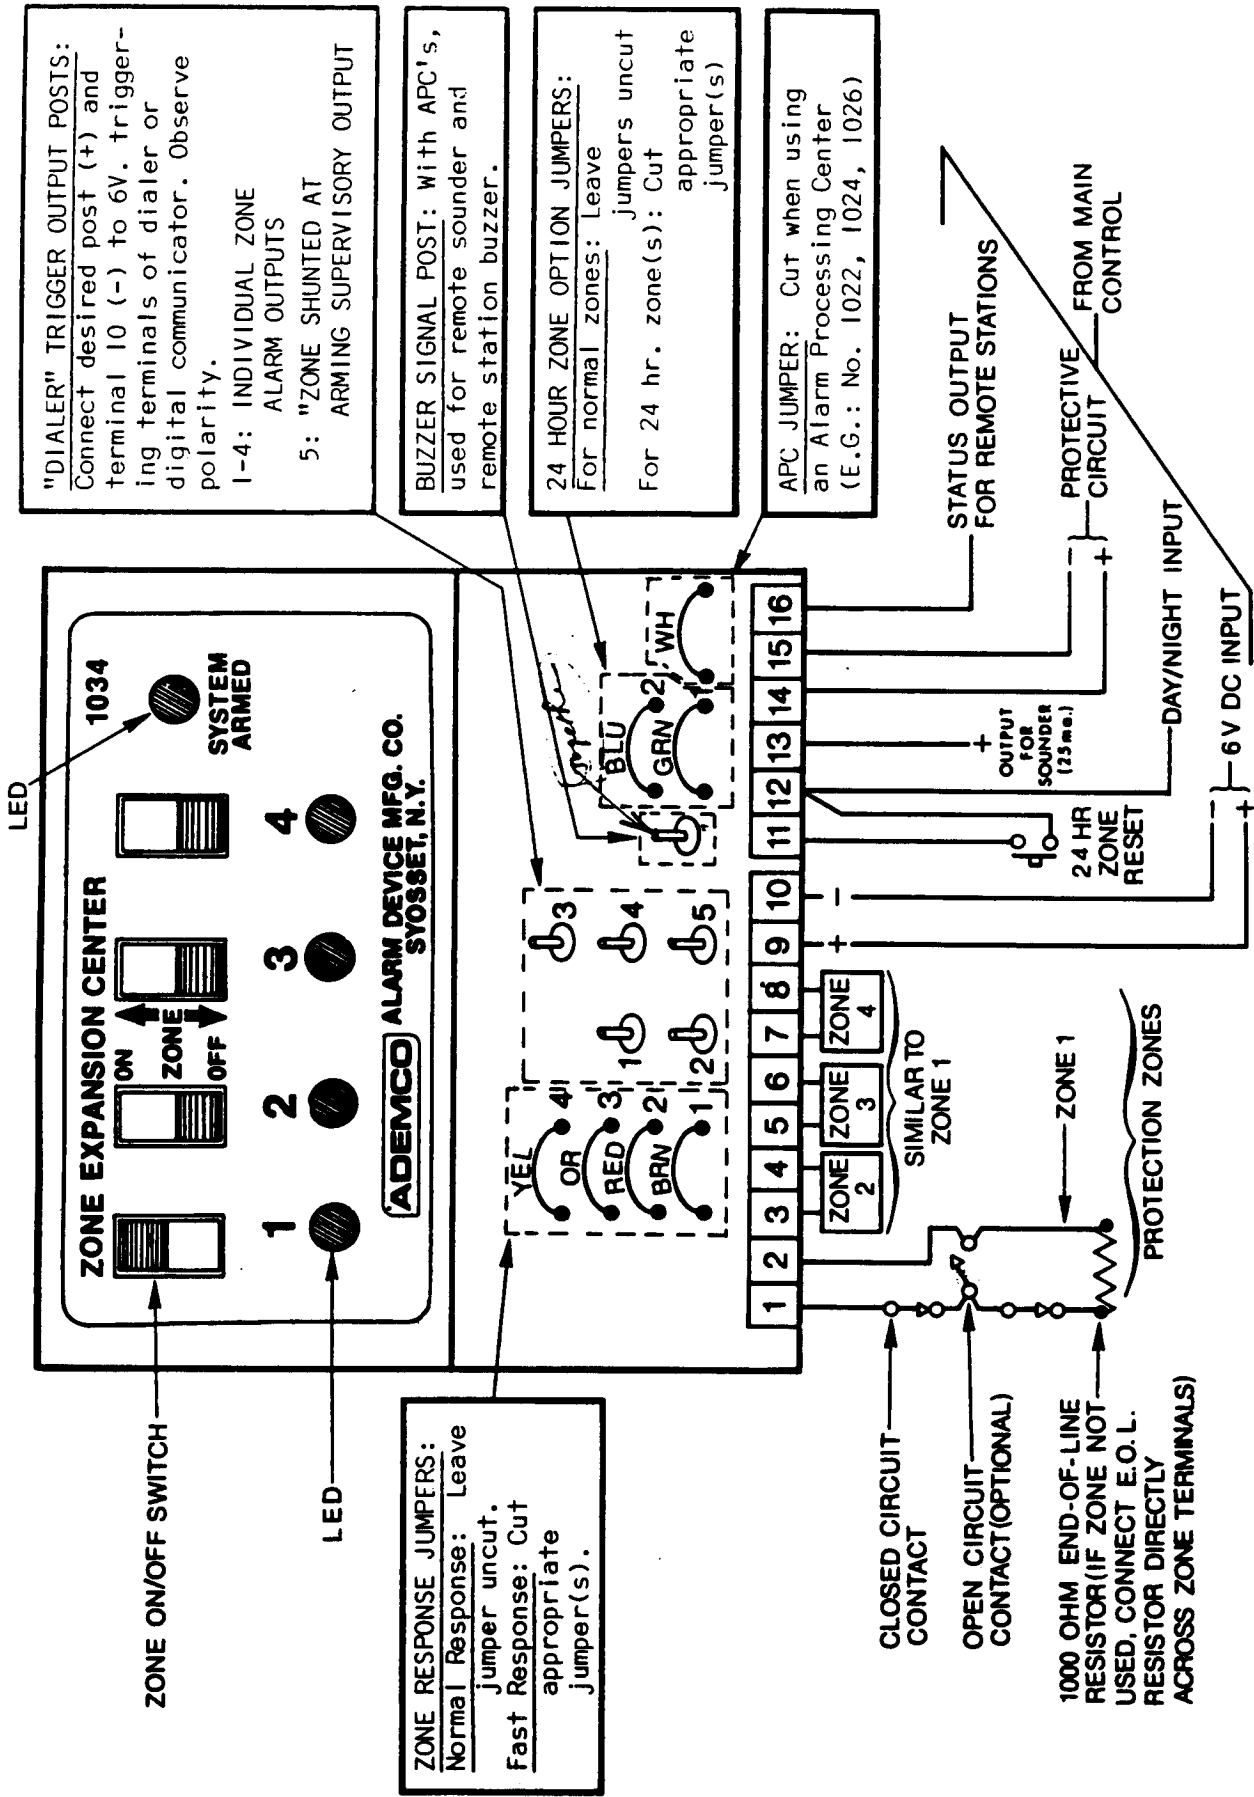 "DIALER" TRIGGER OUTPUT POSTS:
Connect desired post (+) and
terminal 10 (-) to 6V. trigger-
ing terminals of dialer or
digital communicator. Observe
polarity.
1-4: INDIVIDUAL ZONE
ALARM OUTPUTS
5: "ZONE SHUNTED AT
ARMING SUPERVISORY OUTPUT
BUZZER SIGNAL POST: With APC's,
used for remote sounder and
remote station buzzer.
24 HOUR ZONE OPTION JUMPERS:
For normal zones: Leave
jumpers uncut
For 24 hr. zone(s): Cut
appropriate
jumper(s)
APC JUMPER: Cut when using
an Alarm Processing Center
(E.G.: No. 1022, 1024, 1026)
LED
ZONE ON/OFF SWITCH
LED
ZONE EXPANSION CENTER
1034
ON
ZONE
OFF
SYSTEM
ARMED
1
2
3
4
ADEMCO
ALARM DEVICE MFG. CO.
SYOSSET, N.Y.
ZONE RESPONSE JUMPERS:
Normal Response: Leave
jumper uncut.
Fast Response: Cut
appropriate
jumper(s).
YEL 4
OR 3
RED 2
BRN 1
1
2
3
4
5
BLU 2
GRN 1
WH
1 2 3 4 5 6 7 8 9 10 11 12 13 14 15 16
ZONE
2
ZONE
3
ZONE
4
SIMILAR TO
ZONE 1
ZONE 1
PROTECTION ZONES
CLOSED CIRCUIT
CONTACT
OPEN CIRCUIT
CONTACT(OPTIONAL)
1000 OHM END-OF-LINE
RESISTOR(IF ZONE NOT
USED, CONNECT E.O.L.
RESISTOR DIRECTLY
ACROSS ZONE TERMINALS)
+
-
24 HR
ZONE
RESET
+
OUTPUT
FOR
SOUNDER
(25 ma.)
STATUS OUTPUT
FOR REMOTE STATIONS
-
+
PROTECTIVE
CIRCUIT
DAY/NIGHT INPUT
-
+
6V DC INPUT
FROM MAIN
CONTROL